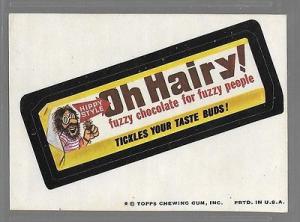 HIPPY
STYLE
Oh Hairy!
fuzzy chocolate for fuzzy people
TICKLES YOUR TASTE BUDS!
© TOPPS CHEWING GUM, INC. PRTD. IN U.S.A.